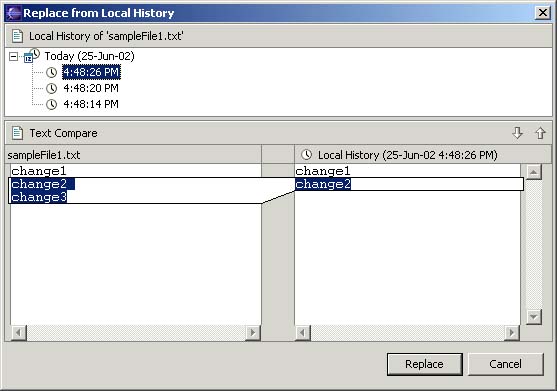 Replace from Local History
Local History of 'sampleFile1.txt'
Today (25-Jun-02)
4:48:26 PM
4:48:20 PM
4:48:14 PM
Text Compare
sampleFile1.txt
Local History (25-Jun-02 4:48:26 PM)
change1
change2
change3
change1
change2
Replace
Cancel